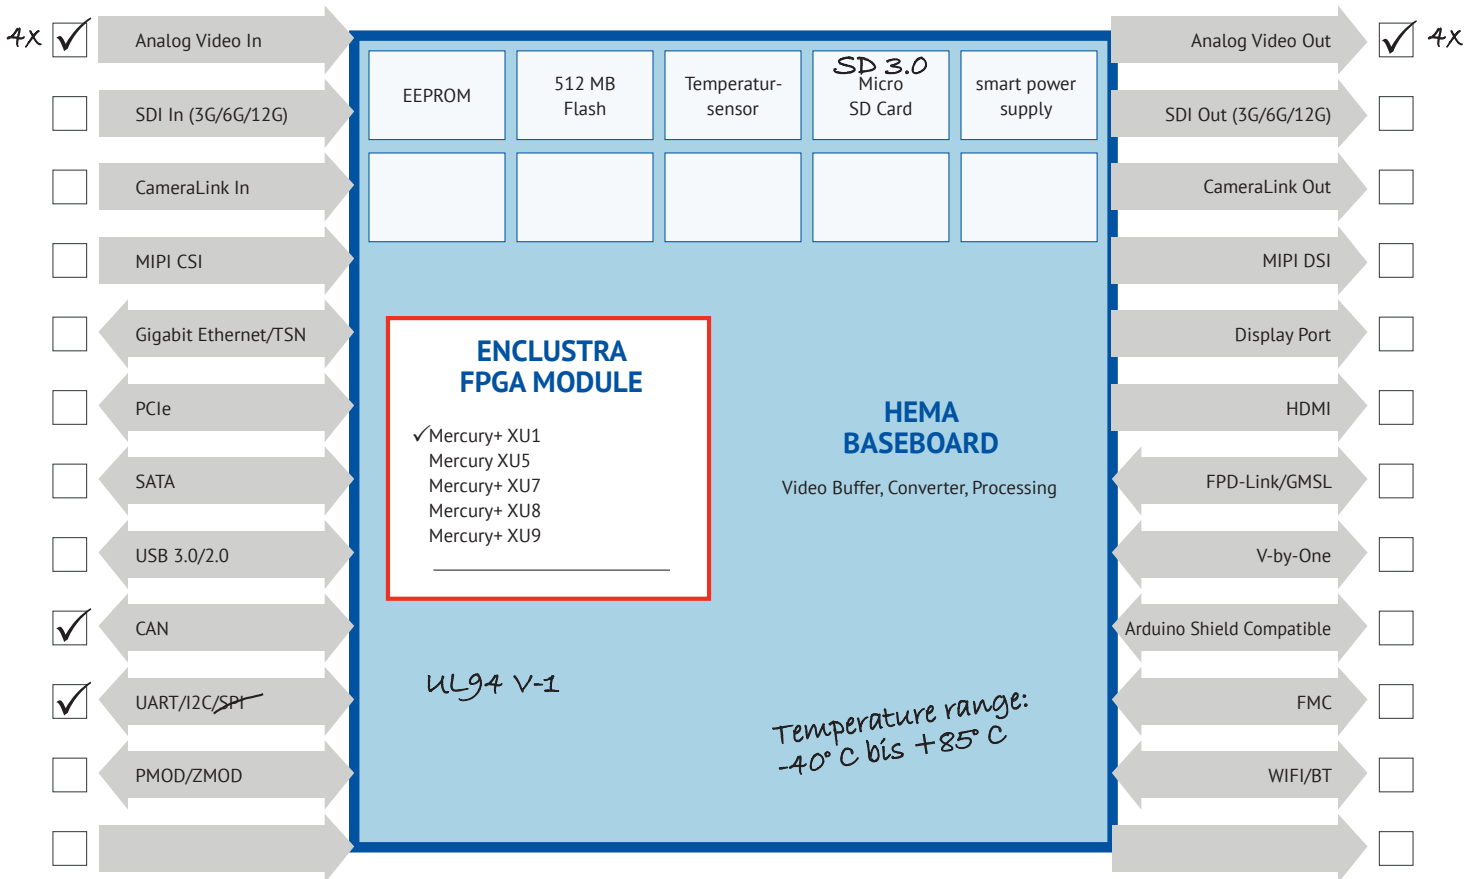 4x ✓ Analog Video In
SDI In (3G/6G/12G)
CameraLink In
MIPI CSI
Gigabit Ethernet/TSN
PCIe
SATA
USB 3.0/2.0
✓ CAN
✓ UART/I2C/SPI
PMOD/ZMOD
EEPROM
512 MB
Flash
Temperatur-
sensor
SD 3.0
Micro
SD Card
smart power
supply
ENCLUSTRA
FPGA MODULE
✓Mercury+ XU1
Mercury XU5
Mercury+ XU7
Mercury+ XU8
Mercury+ XU9
HEMA
BASEBOARD
Video Buffer, Converter, Processing
UL94 V-1
Temperature range:
-40° C bis +85° C
Analog Video Out ✓ 4x
SDI Out (3G/6G/12G)
CameraLink Out
MIPI DSI
Display Port
HDMI
FPD-Link/GMSL
V-by-One
Arduino Shield Compatible
FMC
WIFI/BT